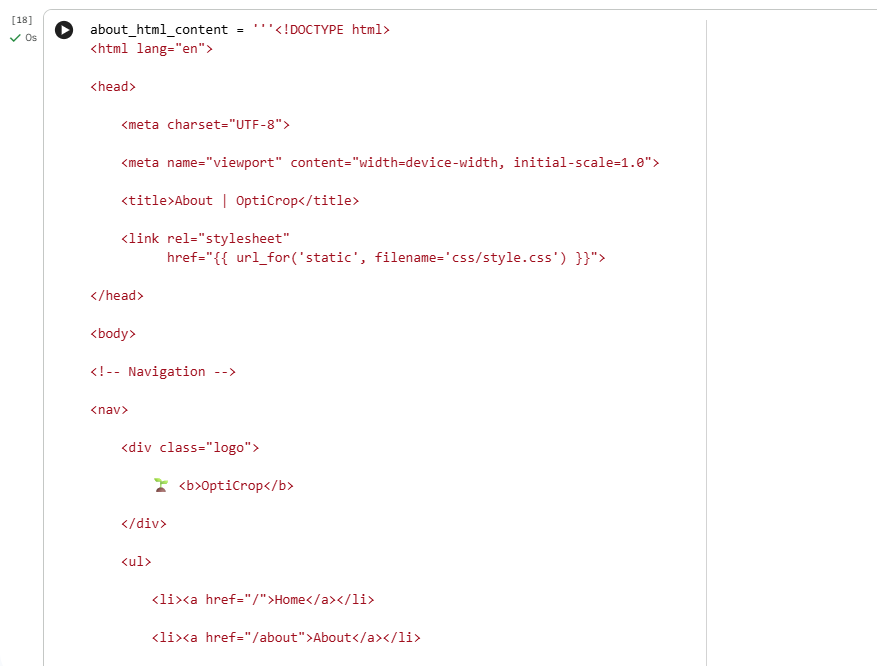 [18]
0s
about_html_content = '''<!DOCTYPE html>
<html lang="en">
<head>
<meta charset="UTF-8">
<meta name="viewport" content="width=device-width, initial-scale=1.0">
<title>About | OptiCrop</title>
<link rel="stylesheet"
href="{{ url_for('static', filename='css/style.css') }}">
</head>
<body>
<!-- Navigation -->
<nav>
<div class="logo">
🌱 <b>OptiCrop</b>
</div>
<ul>
<li><a href="/">Home</a></li>
<li><a href="/about">About</a></li>